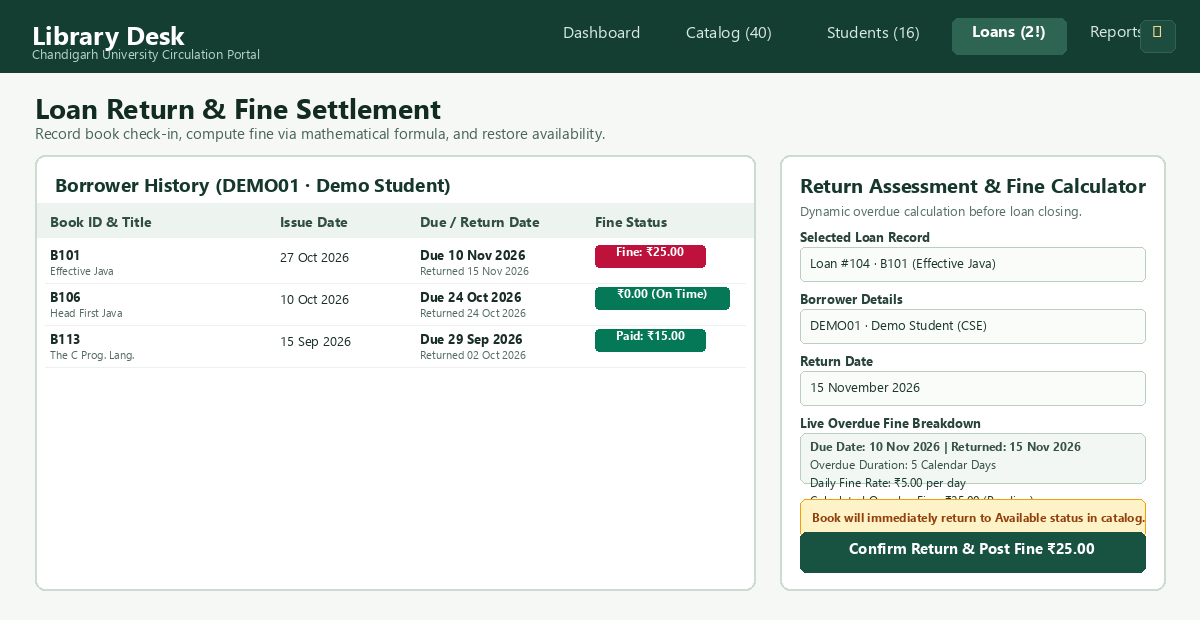 Library Desk
Chandigarh University Circulation Portal
Dashboard
Catalog (40)
Students (16)
Loans (2!)
Reports
Loan Return & Fine Settlement
Record book check-in, compute fine via mathematical formula, and restore availability.
Borrower History (DEMO01 · Demo Student)
Book ID & Title
Issue Date
Due / Return Date
Fine Status
B101
Effective Java
27 Oct 2026
Due 10 Nov 2026
Returned 15 Nov 2026
Fine: ₹25.00
B106
Head First Java
10 Oct 2026
Due 24 Oct 2026
Returned 24 Oct 2026
₹0.00 (On Time)
B113
The C Prog. Lang.
15 Sep 2026
Due 29 Sep 2026
Returned 02 Oct 2026
Paid: ₹15.00
Return Assessment & Fine Calculator
Dynamic overdue calculation before loan closing.
Selected Loan Record
Loan #104 · B101 (Effective Java)
Borrower Details
DEMO01 · Demo Student (CSE)
Return Date
15 November 2026
Live Overdue Fine Breakdown
Due Date: 10 Nov 2026 | Returned: 15 Nov 2026
Overdue Duration: 5 Calendar Days
Daily Fine Rate: ₹5.00 per day
Book will immediately return to Available status in catalog.
Confirm Return & Post Fine ₹25.00